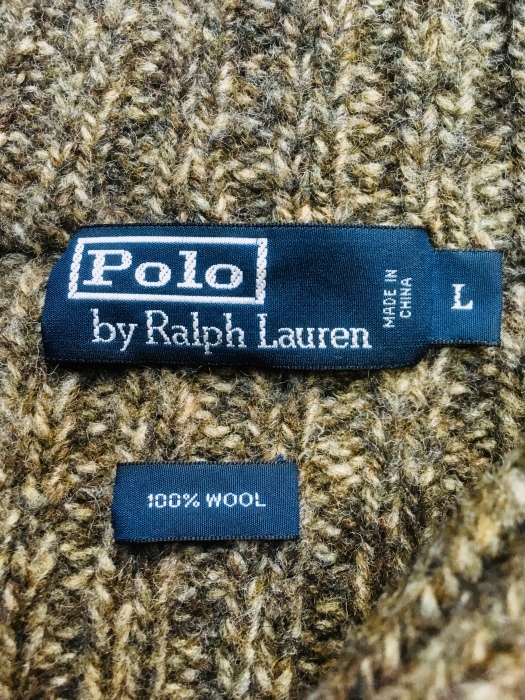 Polo
by Ralph Lauren
MADE IN
CHINA
L
100% WOOL